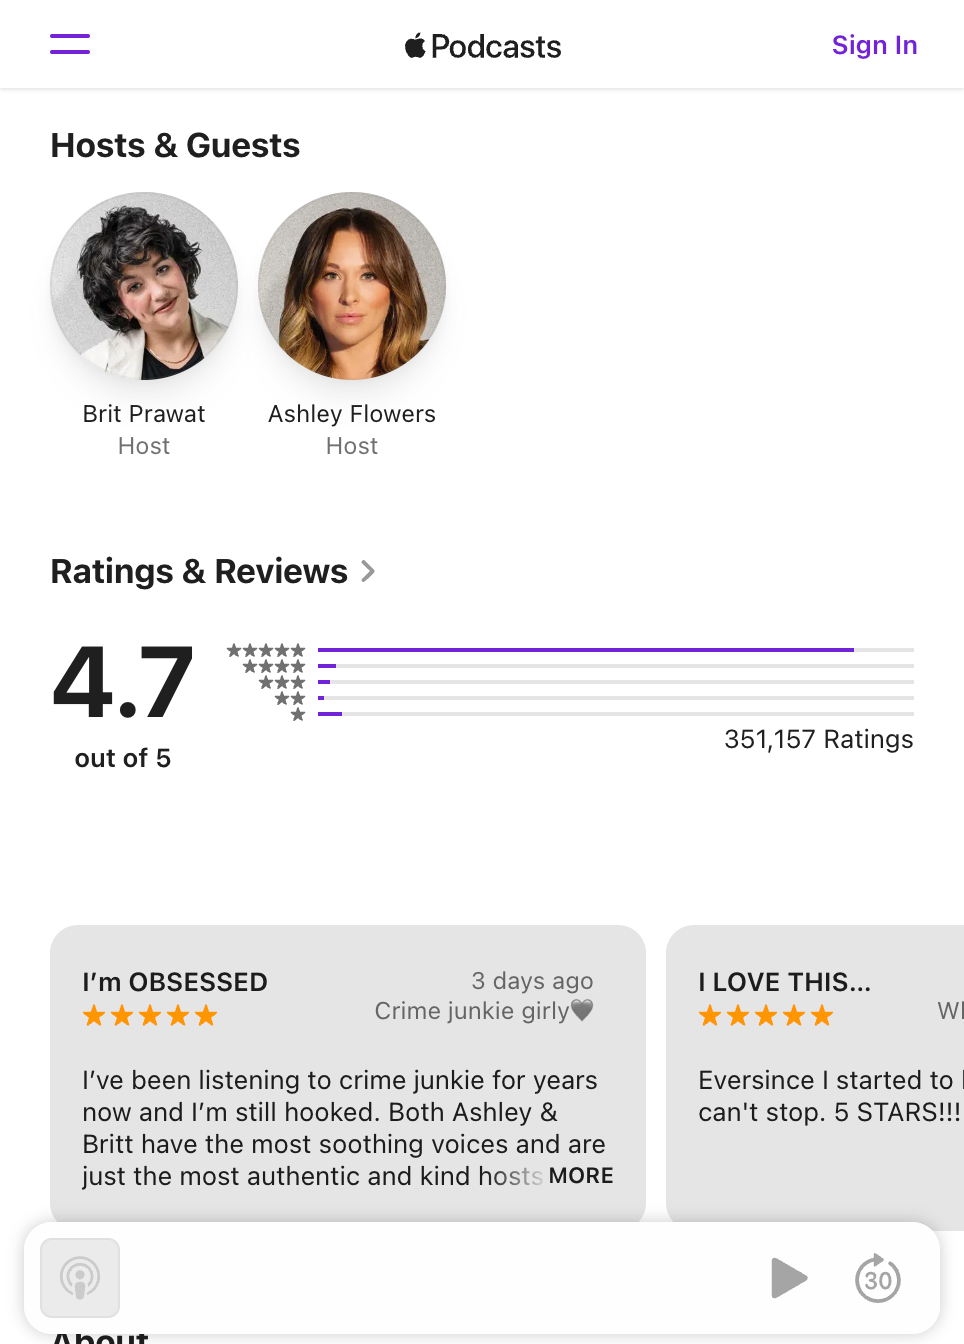 Podcasts
Sign In
Hosts & Guests
Brit Prawat
Host
Ashley Flowers
Host
Ratings & Reviews
4.7
out of 5
351,157 Ratings
I’m OBSESSED
3 days ago
Crime junkie girly🖤
I’ve been listening to crime junkie for years
now and I’m still hooked. Both Ashley &
Britt have the most soothing voices and are
just the most authentic and kind hosts MORE
I LOVE THIS…
Eversince I started to
can't stop. 5 STARS!!!
30
About